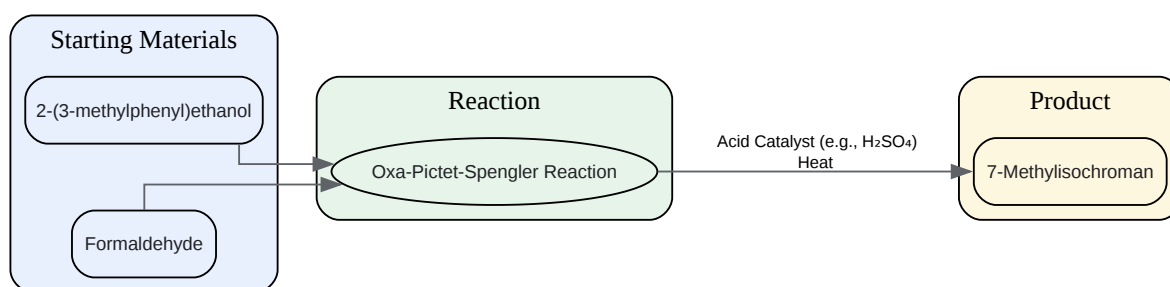 Starting Materials
2-(3-methylphenyl)ethanol
Formaldehyde
Reaction
Oxa-Pictet-Spengler Reaction
Acid Catalyst (e.g., H₂SO₄)
Heat
Product
7-Methylisochroman